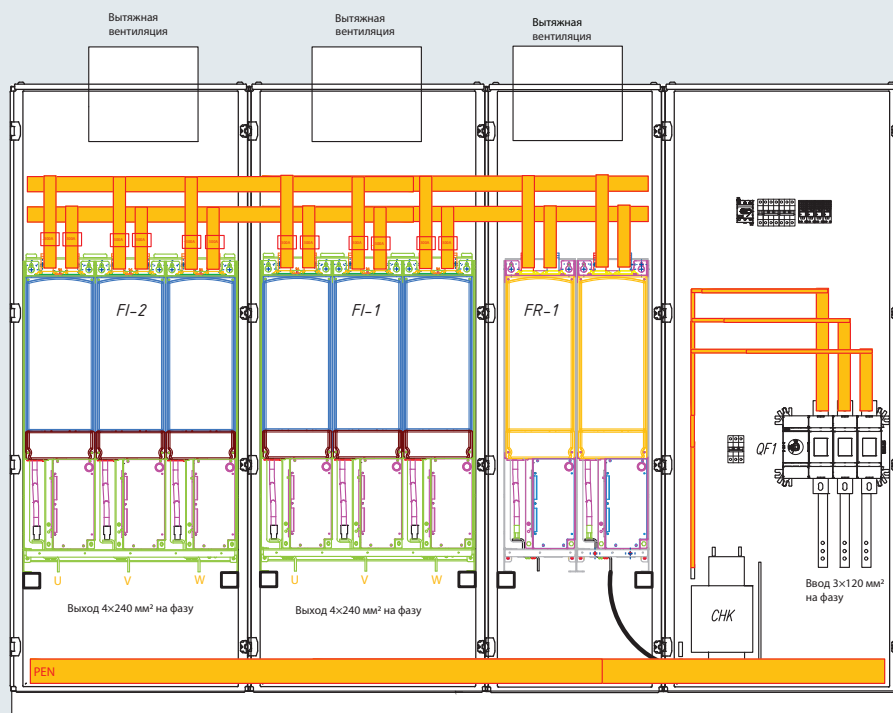 Вытяжная
вентиляция
Вытяжная
вентиляция
Вытяжная
вентиляция
FI-2
FI-1
FR-1
QF1
U
V
W
U
V
W
Выход 4×240 мм² на фазу
Выход 4×240 мм² на фазу
Ввод 3×120 мм²
на фазу
CHK
PEN